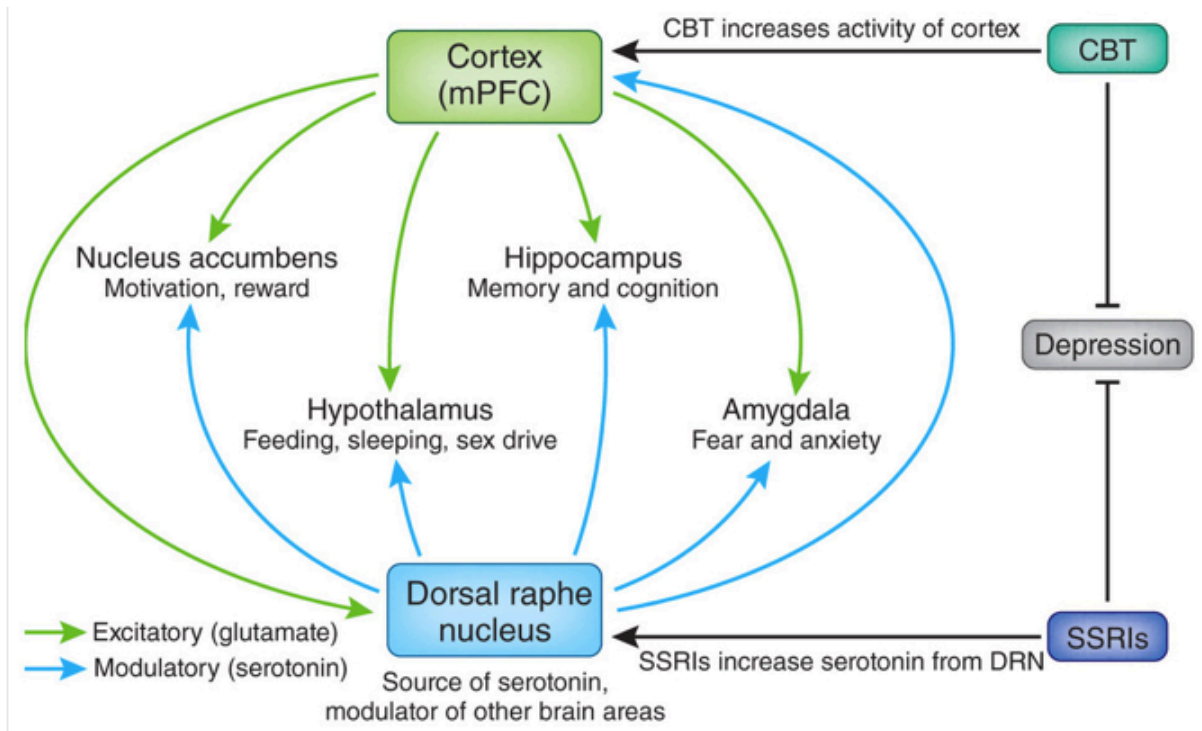 CBT increases activity of cortex
Cortex
(mPFC)
CBT
Nucleus accumbens
Motivation, reward
Hippocampus
Memory and cognition
Depression
Hypothalamus
Feeding, sleeping, sex drive
Amygdala
Fear and anxiety
Dorsal raphe
nucleus
Excitatory (glutamate)
Modulatory (serotonin)
SSRIs
SSRIs increase serotonin from DRN
Source of serotonin,
modulator of other brain areas